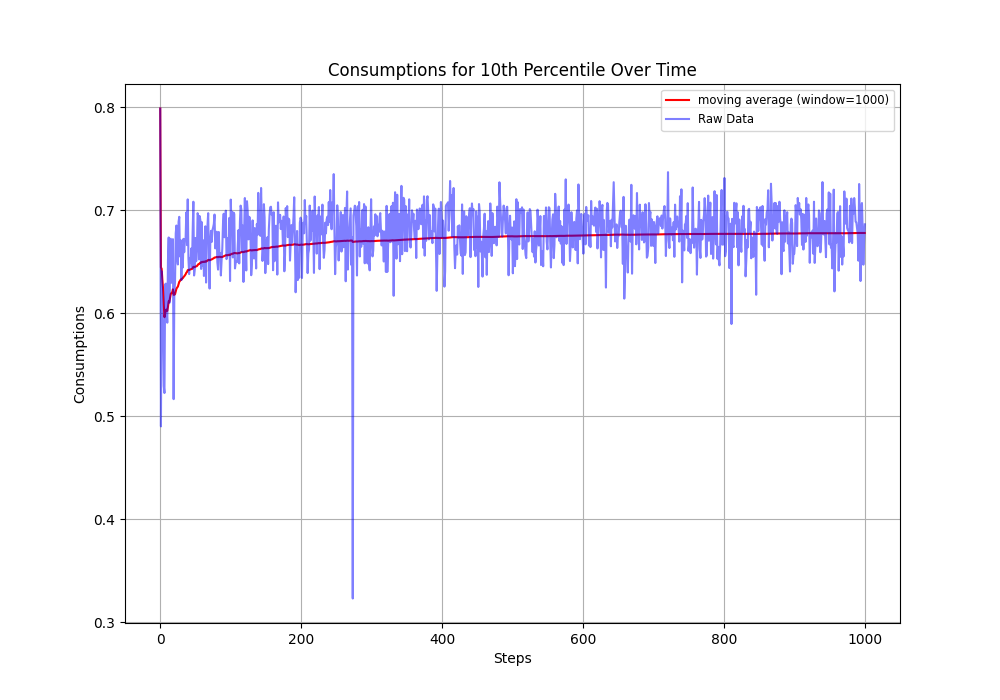 Consumptions for 10th Percentile Over Time
moving average (window=1000)
Raw Data
0.8
0.7
0.6
0.5
0.4
0.3
Consumptions
0
200
400
600
800
1000
Steps